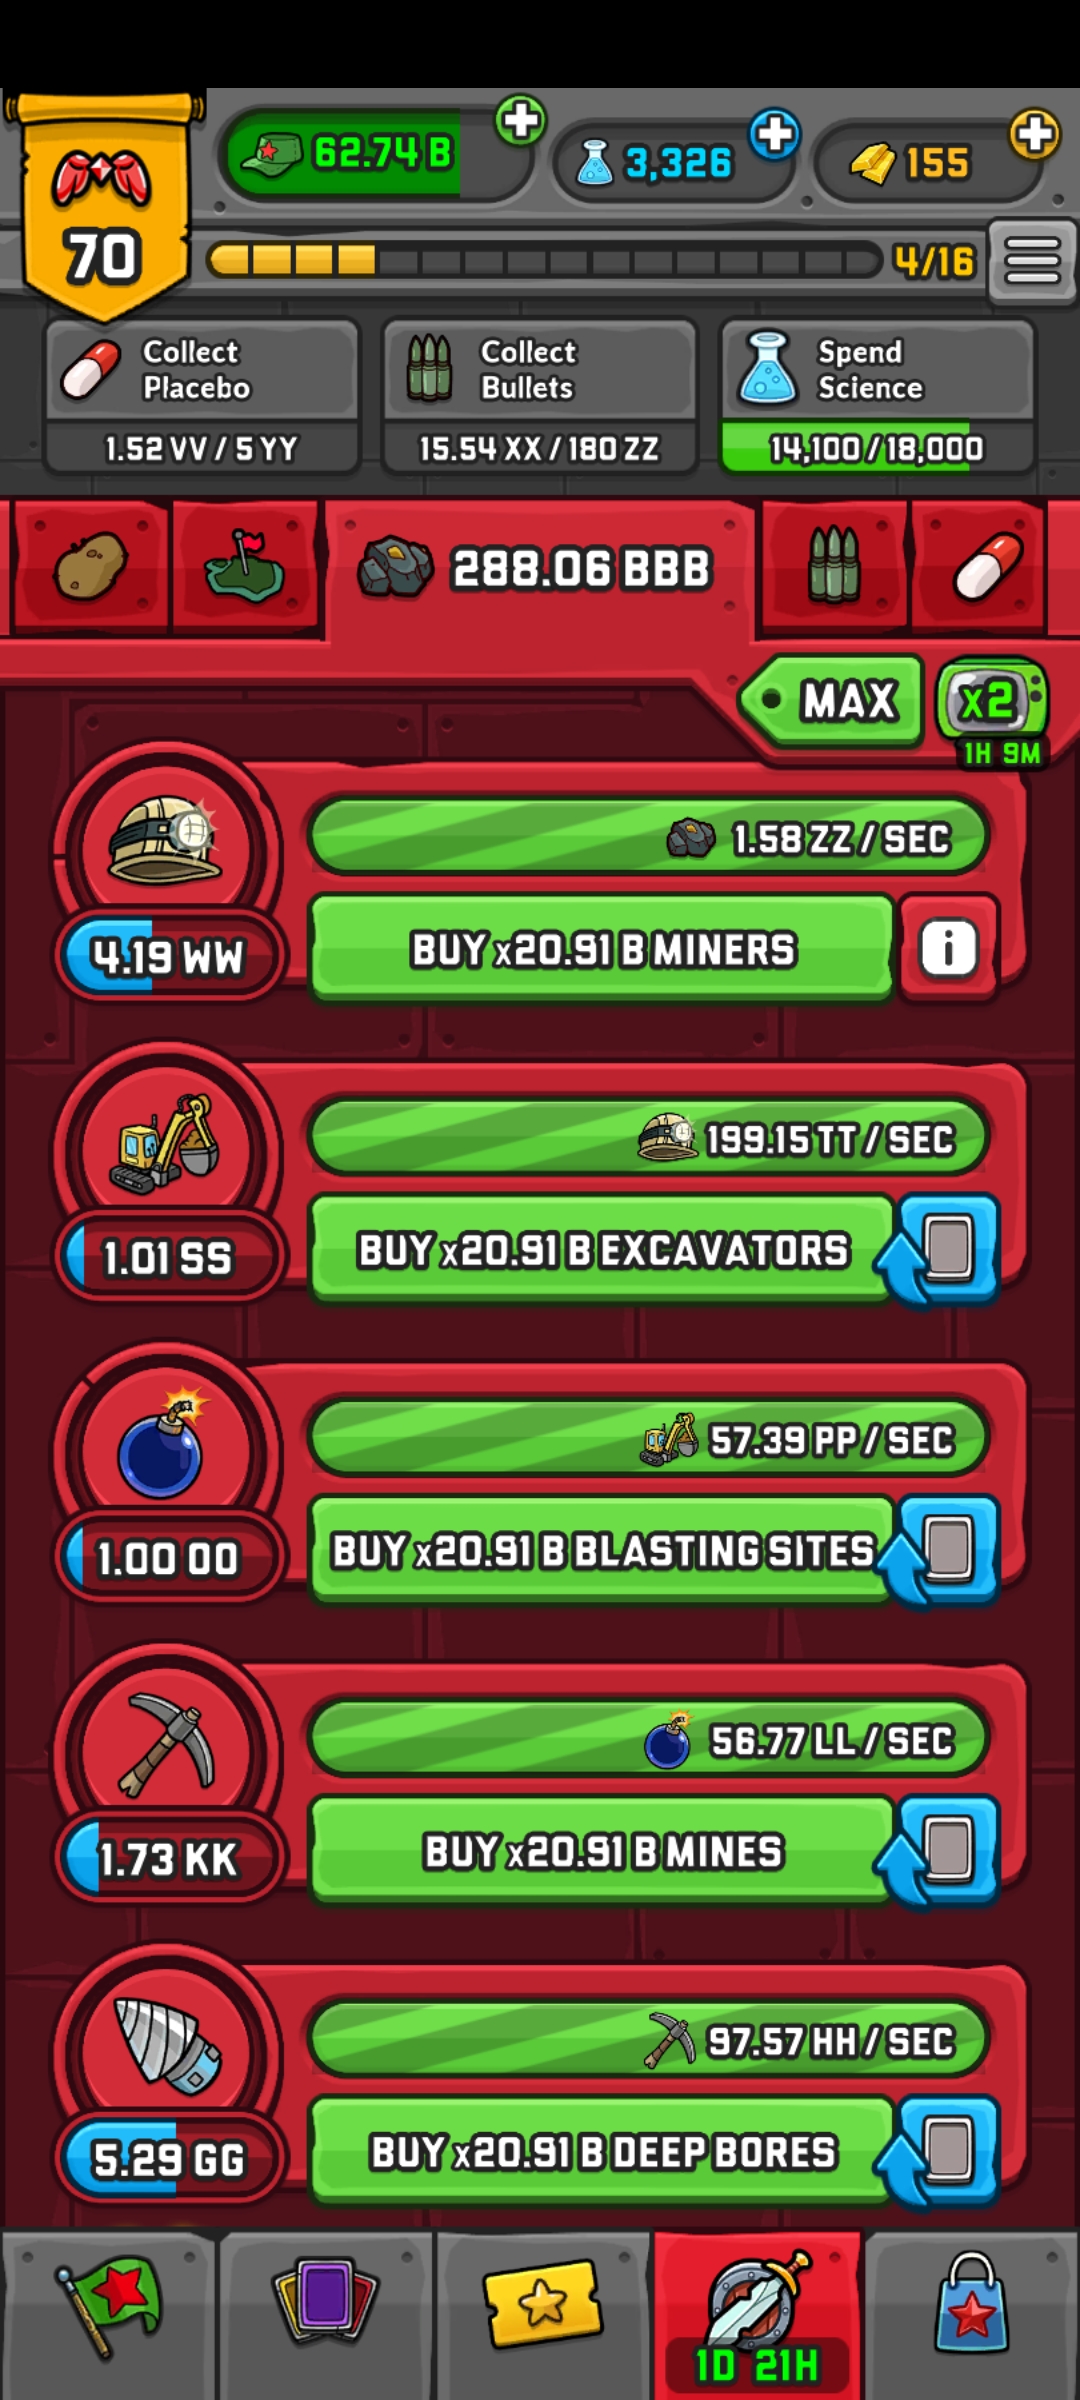 62.74 B
3,326
155
70
4/16
Collect
Placebo
1.52 VV / 5 YY
Collect
Bullets
15.54 XX / 180 ZZ
Spend
Science
14,100 / 18,000
288.06 BBB
MAX
x2
1H 9M
1.58 ZZ / SEC
4.19 WW
BUY x20.91 B MINERS
i
199.15 TT / SEC
1.01 SS
BUY x20.91 B EXCAVATORS
57.39 PP / SEC
1.00 OO
BUY x20.91 B BLASTING SITES
56.77 LL / SEC
1.73 KK
BUY x20.91 B MINES
97.57 HH / SEC
5.29 GG
BUY x20.91 B DEEP BORES
1D 21H